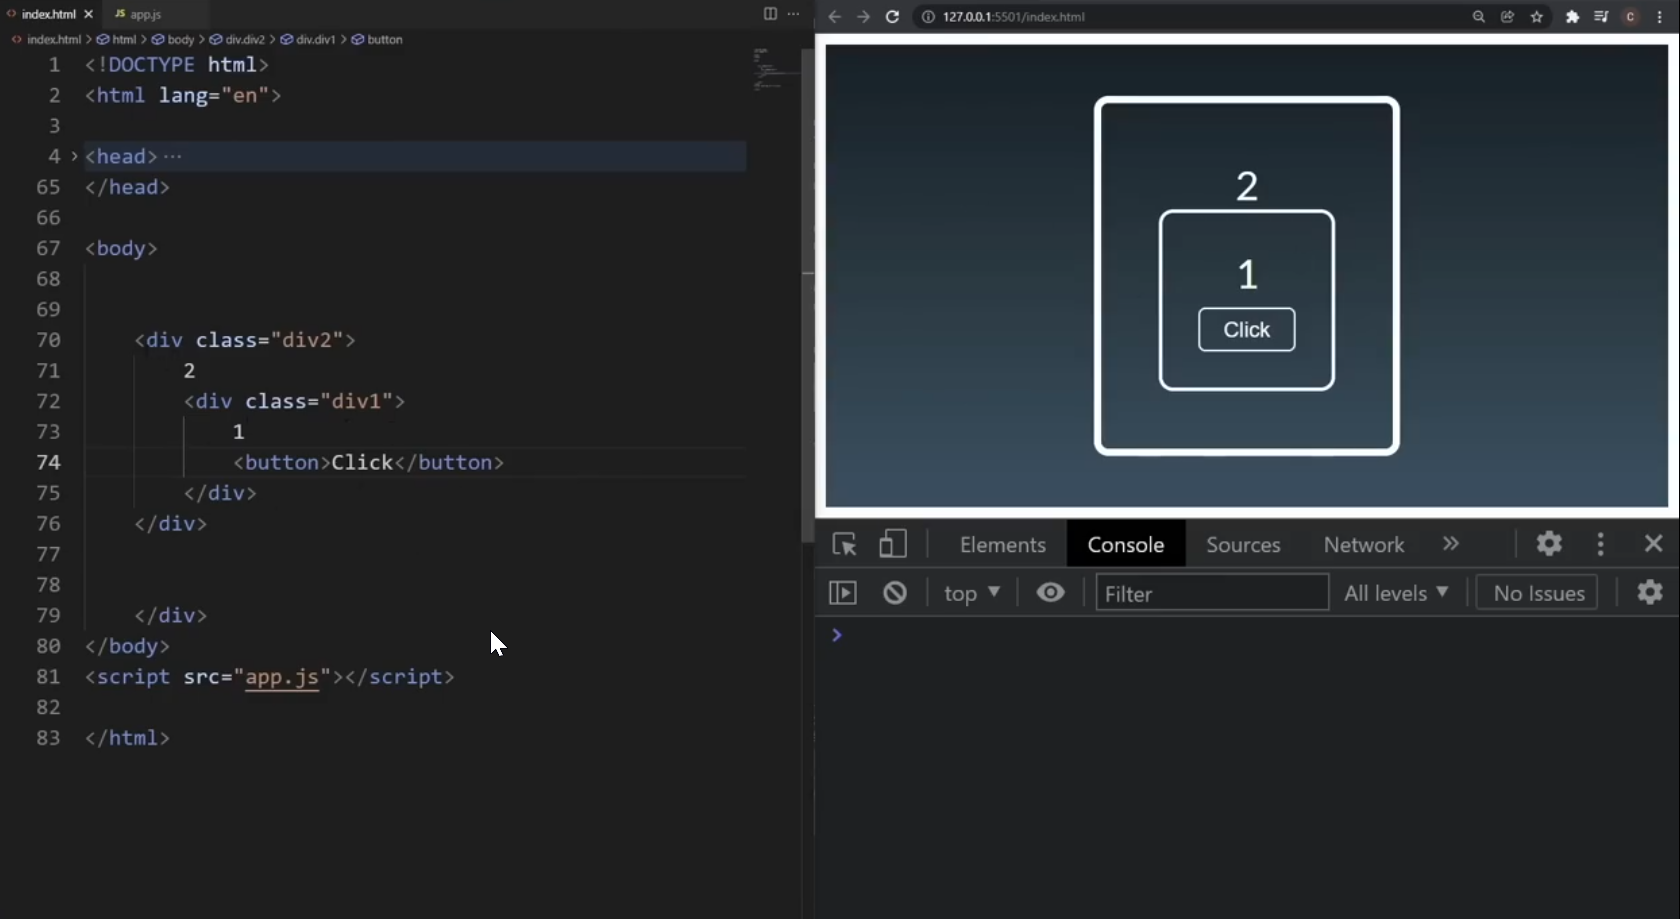 index.html
app.js
index.html > html > body > div.div2 > div.div1 > button
1 <!DOCTYPE html>
2 <html lang="en">
3
4 <head> ···
65 </head>
66
67 <body>
68
69
70 <div class="div2">
71 2
72 <div class="div1">
73 1
74 <button>Click</button>
75 </div>
76 </div>
77
78
79 </div>
80 </body>
81 <script src="app.js"></script>
82
83 </html>
127.0.0.1:5501/index.html
C
2
1
Click
Elements Console Sources Network
top Filter All levels No Issues